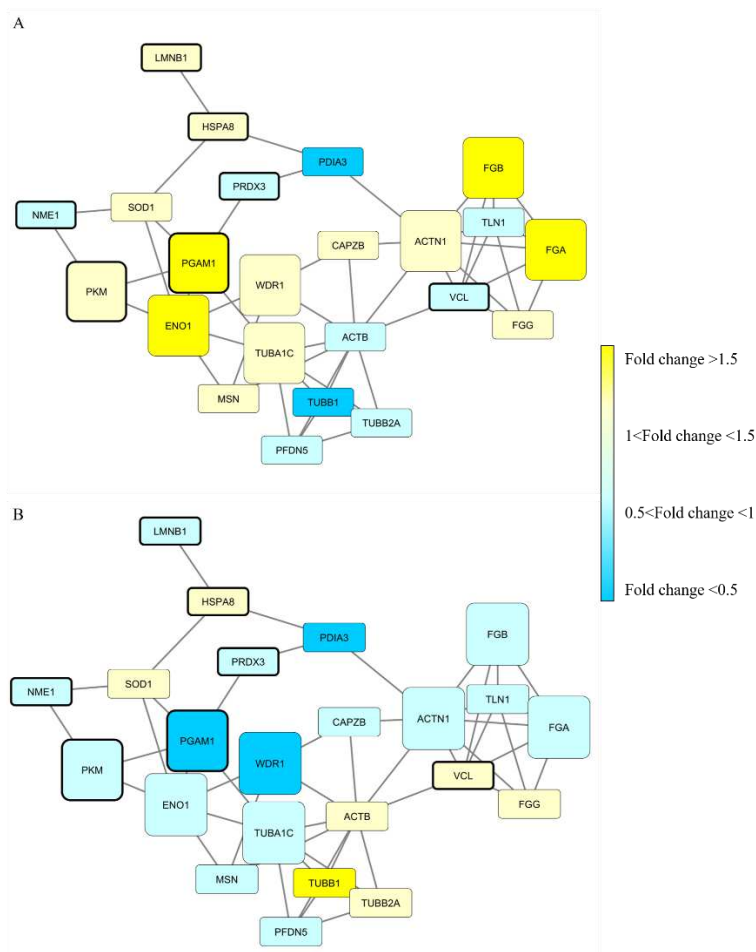 A
LMNB1
HSPA8
PDIA3
PRDX3
FGB
NME1
SOD1
TLN1
CAPZB
ACTN1
FGA
PGAM1
PKM
WDR1
VCL
ENO1
FGG
ACTB
TUBA1C
MSN
TUBB1
TUBB2A
PFDN5
Fold change >1.5
1<Fold change <1.5
0.5<Fold change <1
Fold change <0.5
B
LMNB1
HSPA8
PDIA3
FGB
PRDX3
SOD1
NME1
TLN1
CAPZB
ACTN1
FGA
PGAM1
WDR1
PKM
VCL
ENO1
FGG
ACTB
TUBA1C
MSN
TUBB1
TUBB2A
PFDN5